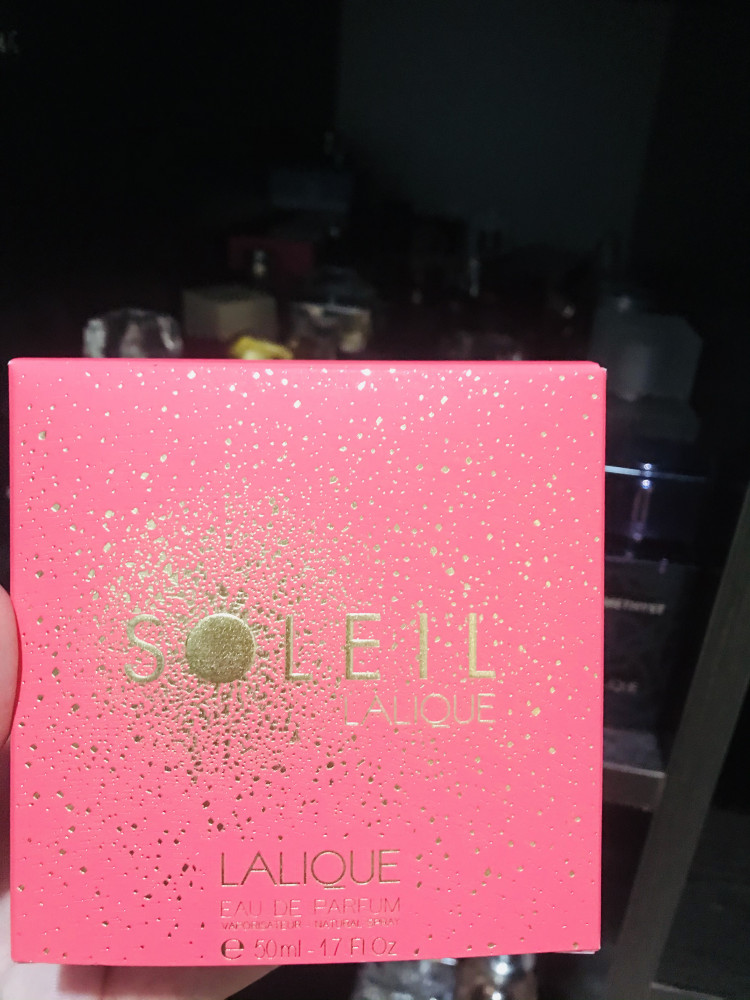 SOLEIL
LALIQUE
LALIQUE
EAU DE PARFUM
VAPORISATEUR - NATURAL SPRAY
e 50ml - 1.7 Fl Oz